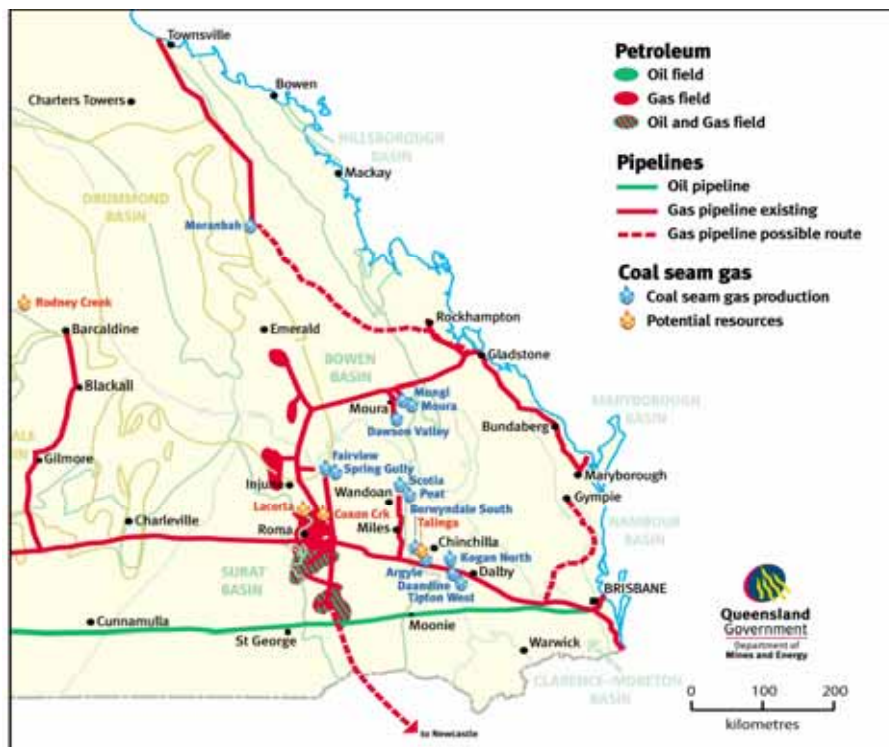 Townsville
Bowen
Charters Towers
HILLSBOROUGH
BASIN
Mackay
DRUMMOND
BASIN
Moranbah
Rodney Creek
Barcaldine
Emerald
Rockhampton
Gladstone
BOWEN
BASIN
Blackall
Mungi
Moura
Moura
Dawson Valley
MARYBOROUGH
BASIN
Bundaberg
Gilmore
Fairview
Spring Gully
Maryborough
Gympie
Scotia
Peat
Wandoan
Lacerta
Coxon Crk
Berwyndale South
Talinga
NAMBOUR
BASIN
Charleville
Roma
Miles
Chinchilla
Kogan North
Argyle
Daandine
Tipton West
Dalby
SURAT
BASIN
BRISBANE
Cunnamulla
St George
Moonie
Warwick
CLARENCE-MORETON
BASIN
to Newcastle
Petroleum
Oil field
Gas field
Oil and Gas field
Pipelines
Oil pipeline
Gas pipeline existing
Gas pipeline possible route
Coal seam gas
Coal seam gas production
Potential resources
Queensland
Government
Department of
Mines and Energy
0 100 200
kilometres